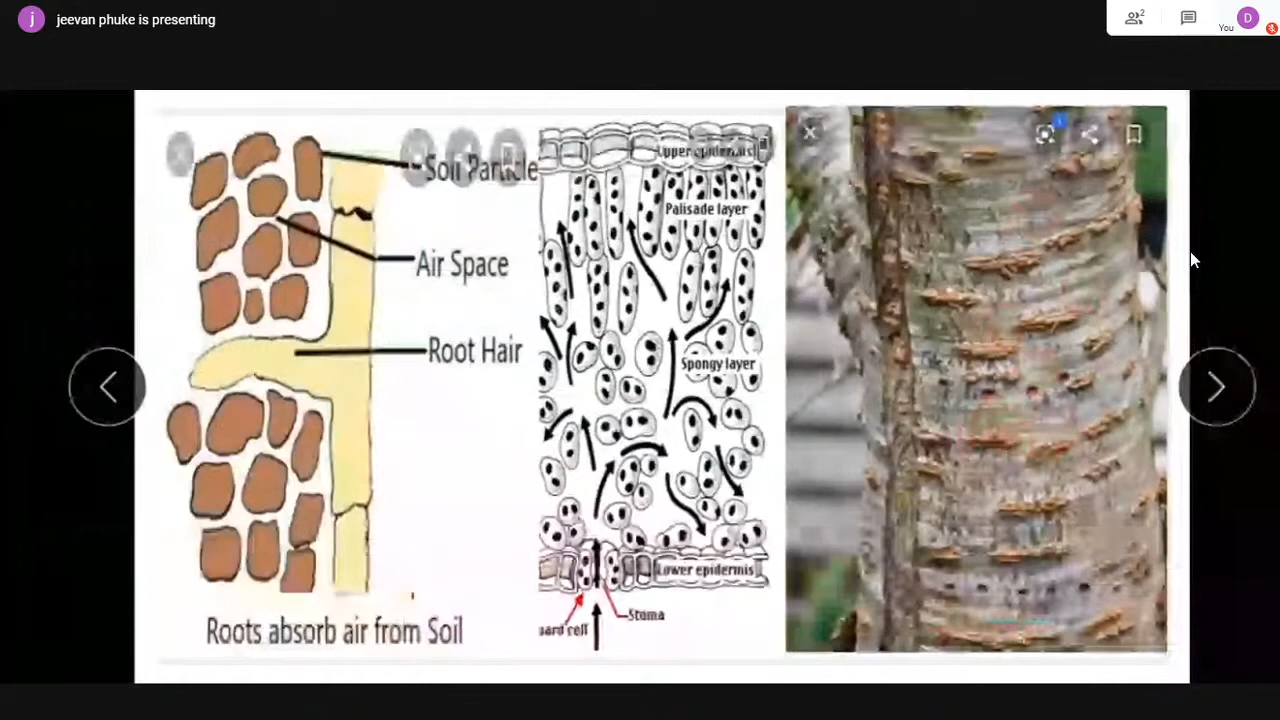 j jeevan phuke is presenting
2
You
D
Soil Particle
Air Space
Root Hair
Roots absorb air from Soil
Upper epidermis
Palisade layer
Spongy layer
Lower epidermis
Stoma
uard cell